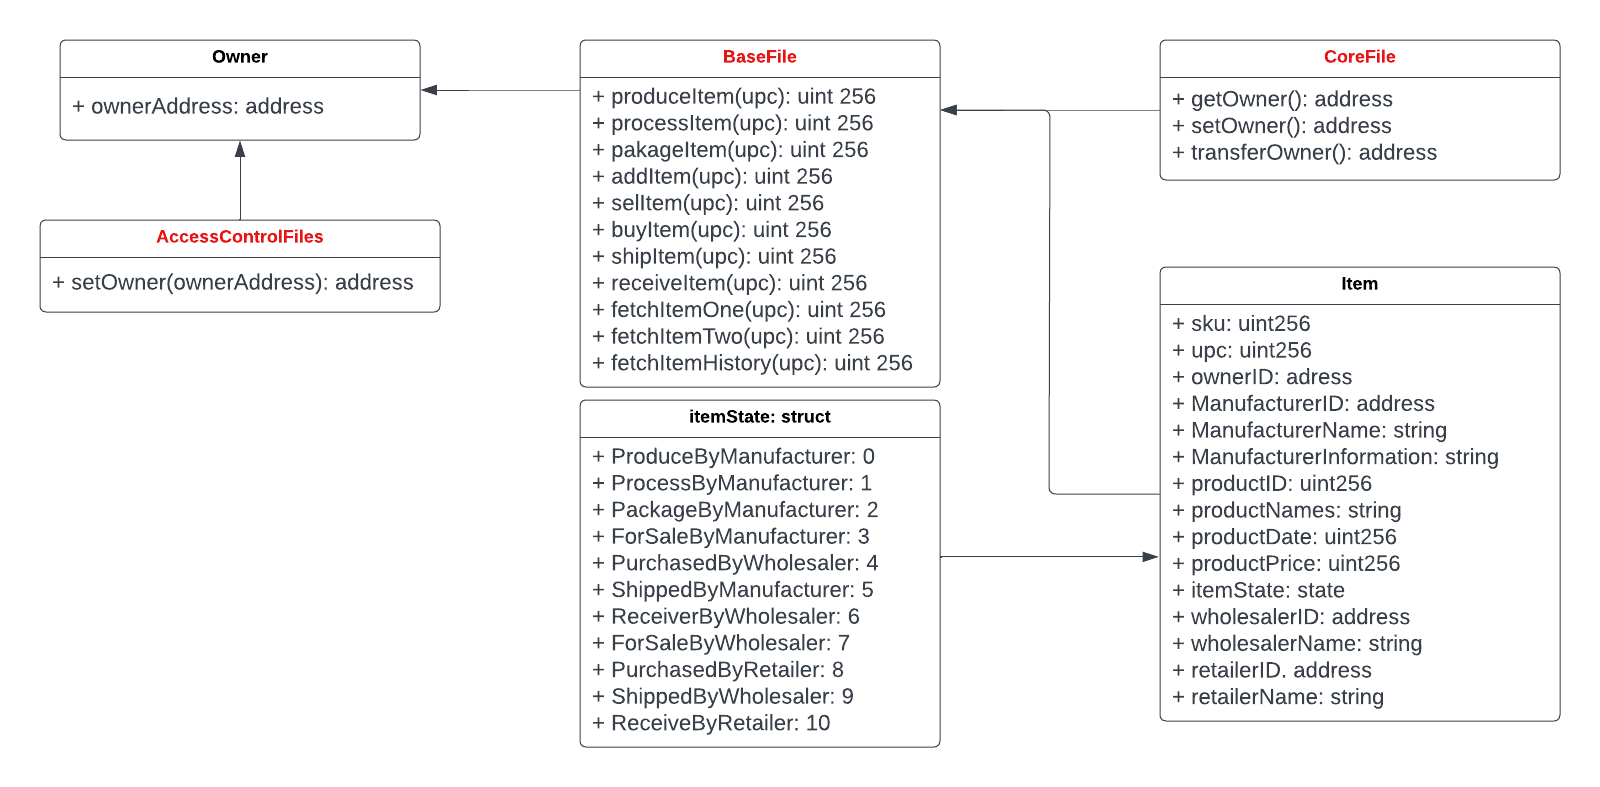 Owner
+ ownerAddress: address
AccessControlFiles
+ setOwner(ownerAddress): address
BaseFile
+ produceItem(upc): uint 256
+ processItem(upc): uint 256
+ pakageItem(upc): uint 256
+ addItem(upc): uint 256
+ selItem(upc): uint 256
+ buyItem(upc): uint 256
+ shipItem(upc): uint 256
+ receiveItem(upc): uint 256
+ fetchItemOne(upc): uint 256
+ fetchItemTwo(upc): uint 256
+ fetchItemHistory(upc): uint 256
itemState: struct
+ ProduceByManufacturer: 0
+ ProcessByManufacturer: 1
+ PackageByManufacturer: 2
+ ForSaleByManufacturer: 3
+ PurchasedByWholesaler: 4
+ ShippedByManufacturer: 5
+ ReceiverByWholesaler: 6
+ ForSaleByWholesaler: 7
+ PurchasedByRetailer: 8
+ ShippedByWholesaler: 9
+ ReceiveByRetailer: 10
CoreFile
+ getOwner(): address
+ setOwner(): address
+ transferOwner(): address
Item
+ sku: uint256
+ upc: uint256
+ ownerID: adress
+ ManufacturerID: address
+ ManufacturerName: string
+ ManufacturerInformation: string
+ productID: uint256
+ productNames: string
+ productDate: uint256
+ productPrice: uint256
+ itemState: state
+ wholesalerID: address
+ wholesalerName: string
+ retailerID. address
+ retailerName: string